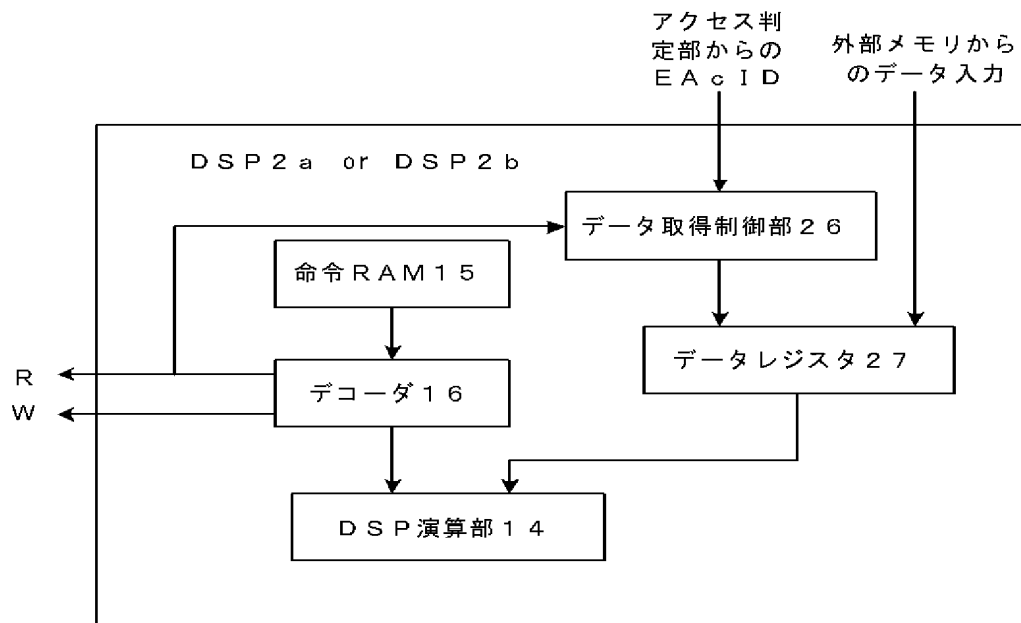 アクセス判
定部からの
ＥＡｃＩＤ
外部メモリから
のデータ入力
ＤＳＰ２ａ or ＤＳＰ２ｂ
データ取得制御部２６
命令ＲＡＭ１５
データレジスタ２７
Ｒ
デコーダ１６
Ｗ
ＤＳＰ演算部１４